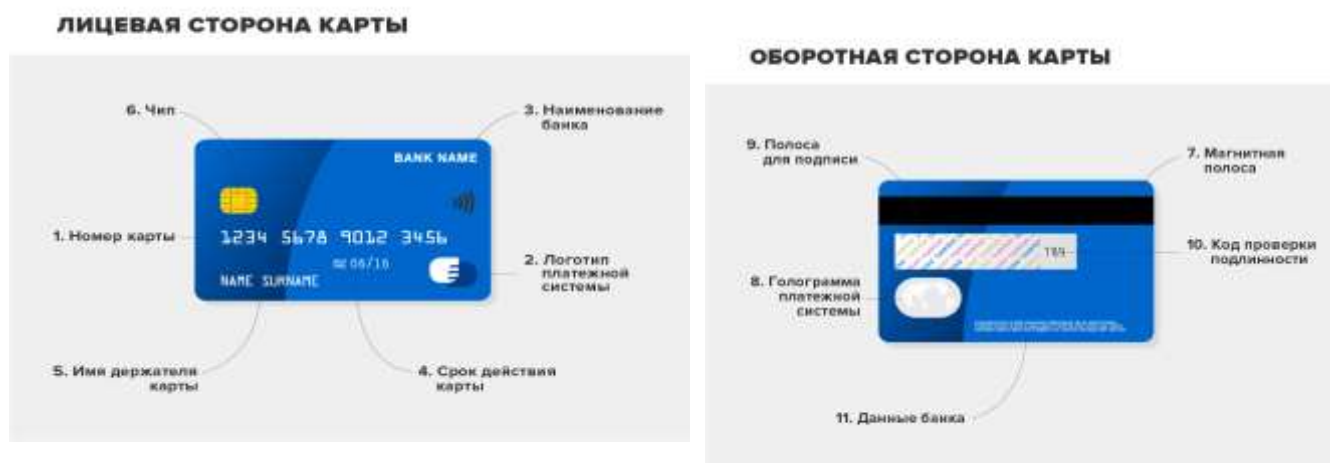 ЛИЦЕВАЯ СТОРОНА КАРТЫ
6. Чип
3. Наименование
банка
BANK NAME
1. Номер карты
1234 5678 9012 3456
06/16
NAME SURNAME
2. Логотип
платежной
системы
5. Имя держателя
карты
4. Срок действия
карты
ОБОРОТНАЯ СТОРОНА КАРТЫ
9. Полоса
для подписи
7. Магнитная
полоса
10. Код проверки
подлинности
8. Голограмма
платежной
системы
11. Данные банка